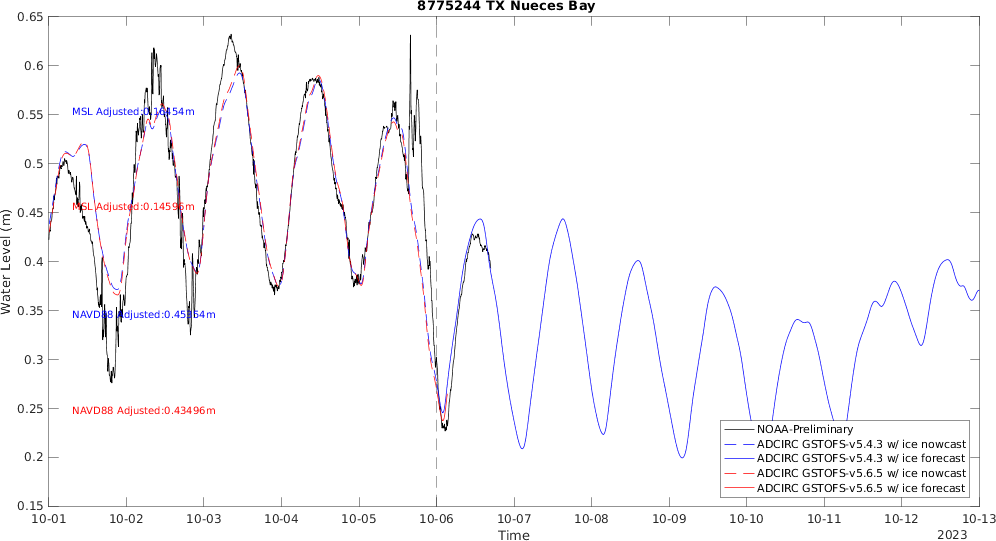 8775244 TX Nueces Bay
Water Level (m)
0.65
0.6
0.55
0.5
0.45
0.4
0.35
0.3
0.25
0.2
0.15
MSL Adjusted:0.16454m
MSL Adjusted:0.14596m
NAVD88 Adjusted:0.45354m
NAVD88 Adjusted:0.43496m
NOAA-Preliminary
ADCIRC GSTOFS-v5.4.3 w/ ice nowcast
ADCIRC GSTOFS-v5.4.3 w/ ice forecast
ADCIRC GSTOFS-v5.6.5 w/ ice nowcast
ADCIRC GSTOFS-v5.6.5 w/ ice forecast
10-01 10-02 10-03 10-04 10-05 10-06 10-07 10-08 10-09 10-10 10-11 10-12 10-13
Time
2023